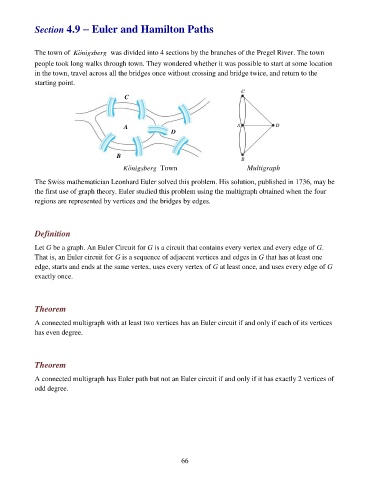 Section 4.9 – Euler and Hamilton Paths
The town of Königsberg was divided into 4 sections by the branches of the Pregel River. The town
people took long walks through town. They wondered whether it was possible to start at some location
in the town, travel across all the bridges once without crossing and bridge twice, and return to the
starting point.
C
A
D
B
Königsberg Town
C
A
D
B
Multigraph
The Swiss mathematician Leonhard Euler solved this problem. His solution, published in 1736, may be
the first use of graph theory. Euler studied this problem using the multigraph obtained when the four
regions are represented by vertices and the bridges by edges.
Definition
Let G be a graph. An Euler Circuit for G is a circuit that contains every vertex and every edge of G.
That is, an Euler circuit for G is a sequence of adjacent vertices and edges in G that has at least one
edge, starts and ends at the same vertex, uses every vertex of G at least once, and uses every edge of G
exactly once.
Theorem
A connected multigraph with at least two vertices has an Euler circuit if and only if each of its vertices
has even degree.
Theorem
A connected multigraph has Euler path but not an Euler circuit if and only if it has exactly 2 vertices of
odd degree.
66